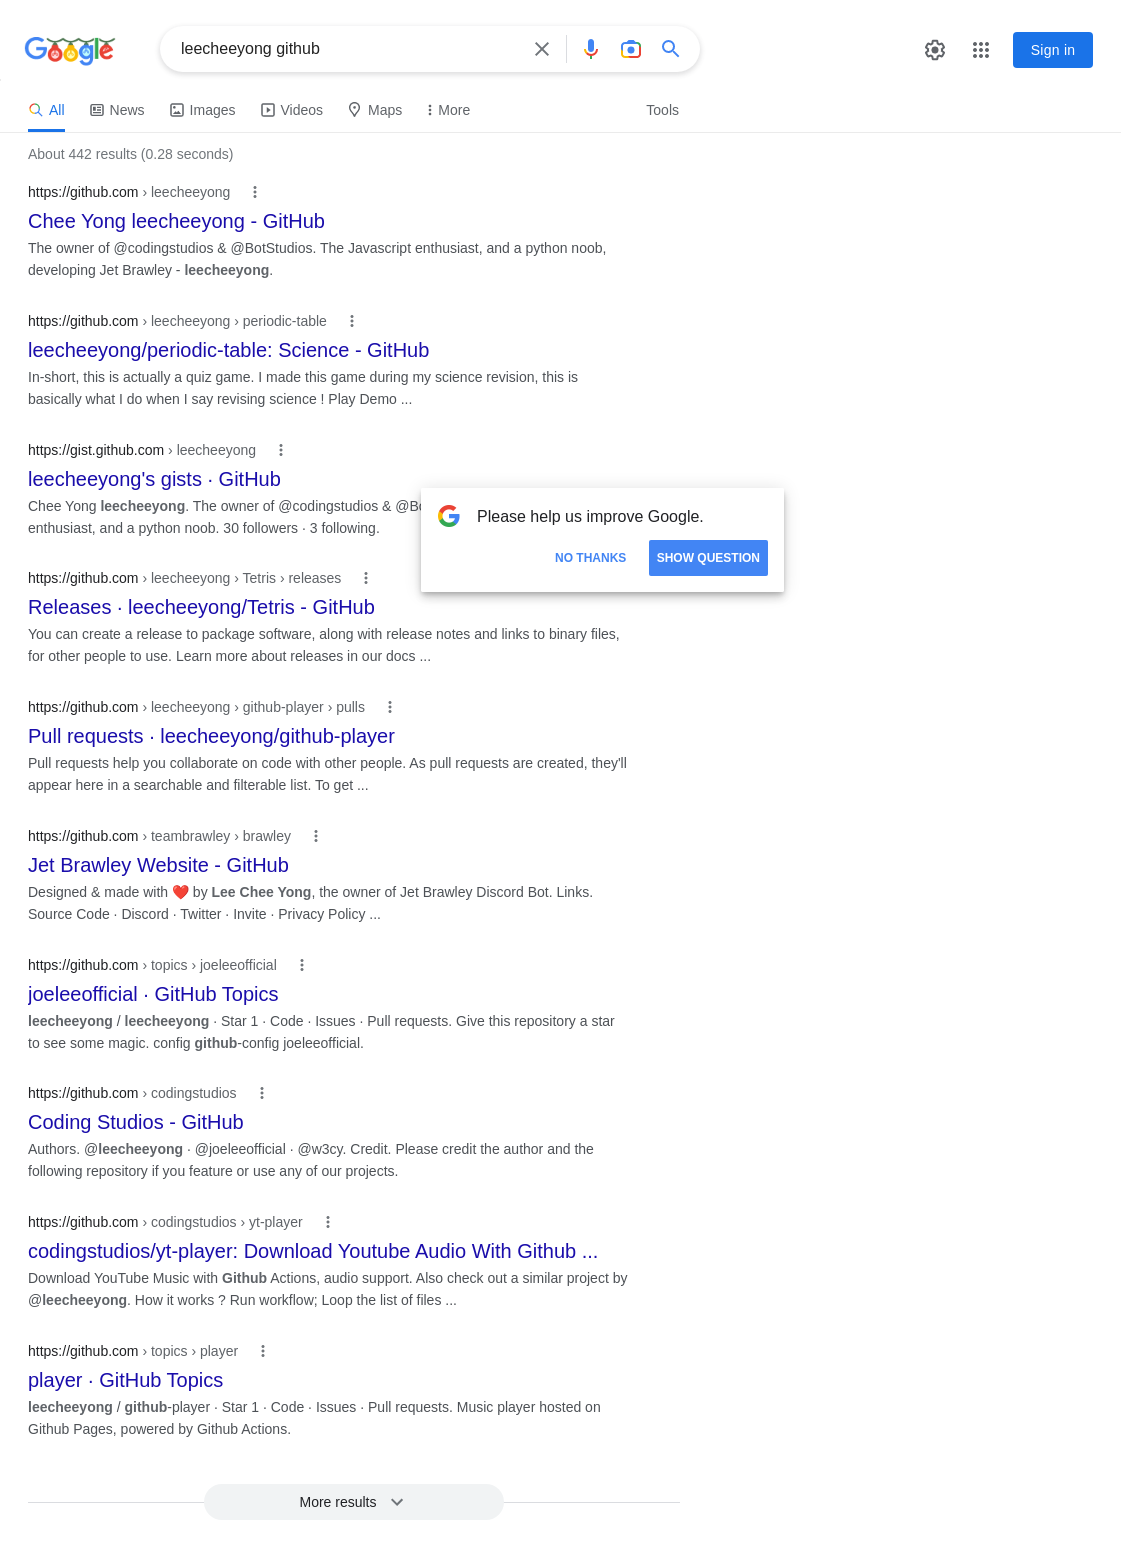 Google
leecheeyong github
Sign in
All News Images Videos Maps More Tools
About 442 results (0.28 seconds)
https://github.com › leecheeyong
Chee Yong leecheeyong - GitHub
The owner of @codingstudios & @BotStudios. The Javascript enthusiast, and a python noob,
developing Jet Brawley - leecheeyong.
https://github.com › leecheeyong › periodic-table
leecheeyong/periodic-table: Science - GitHub
In-short, this is actually a quiz game. I made this game during my science revision, this is
basically what I do when I say revising science ! Play Demo ...
https://gist.github.com › leecheeyong
leecheeyong's gists · GitHub
Chee Yong leecheeyong. The owner of @codingstudios &
enthusiast, and a python noob. 30 followers · 3 following.
Please help us improve Google.
NO THANKS SHOW QUESTION
https://github.com › leecheeyong › Tetris › releases
Releases · leecheeyong/Tetris - GitHub
You can create a release to package software, along with release notes and links to binary files,
for other people to use. Learn more about releases in our docs ...
https://github.com › leecheeyong › github-player › pulls
Pull requests · leecheeyong/github-player
Pull requests help you collaborate on code with other people. As pull requests are created, they'll
appear here in a searchable and filterable list. To get ...
https://github.com › teambrawley › brawley
Jet Brawley Website - GitHub
Designed & made with ❤️ by Lee Chee Yong, the owner of Jet Brawley Discord Bot. Links.
Source Code · Discord · Twitter · Invite · Privacy Policy ...
https://github.com › topics › joeleeofficial
joeleeofficial · GitHub Topics
leecheeyong / leecheeyong · Star 1 · Code · Issues · Pull requests. Give this repository a star
to see some magic. config github-config joeleeofficial.
https://github.com › codingstudios
Coding Studios - GitHub
Authors. @leecheeyong · @joeleeofficial · @w3cy. Credit. Please credit the author and the
following repository if you feature or use any of our projects.
https://github.com › codingstudios › yt-player
codingstudios/yt-player: Download Youtube Audio With Github ...
Download YouTube Music with Github Actions, audio support. Also check out a similar project by
@leecheeyong. How it works ? Run workflow; Loop the list of files ...
https://github.com › topics › player
player · GitHub Topics
leecheeyong / github-player · Star 1 · Code · Issues · Pull requests. Music player hosted on
Github Pages, powered by Github Actions.
More results